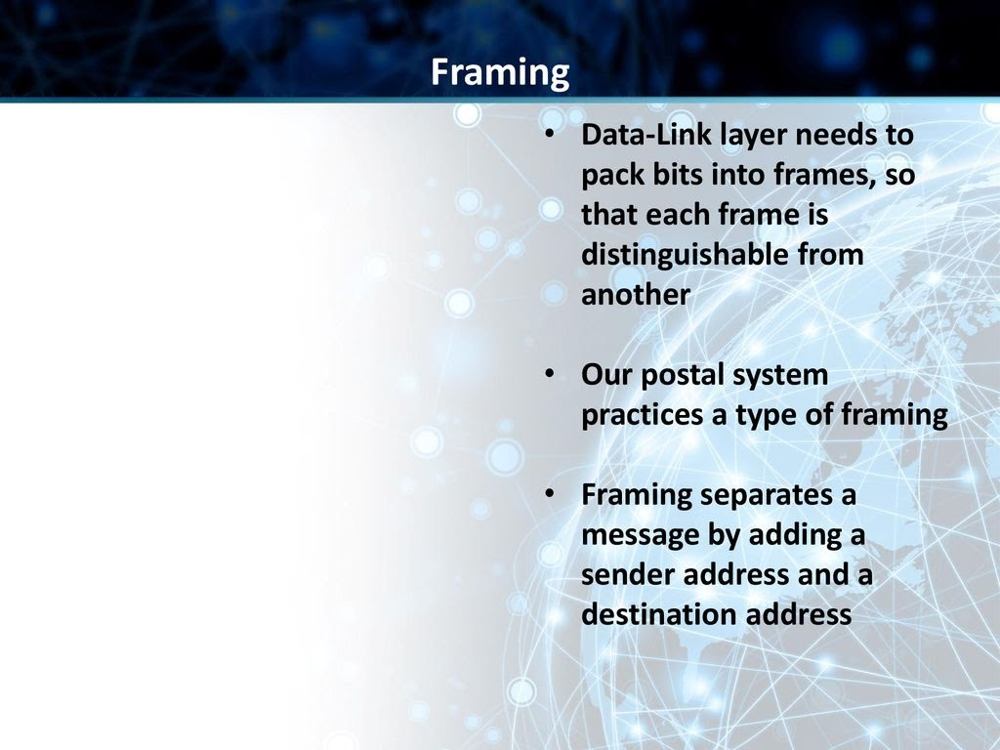 Framing
• Data-Link layer needs to
pack bits into frames, so
that each frame is
distinguishable from
another
• Our postal system
practices a type of framing
• Framing separates a
message by adding a
sender address and a
destination address